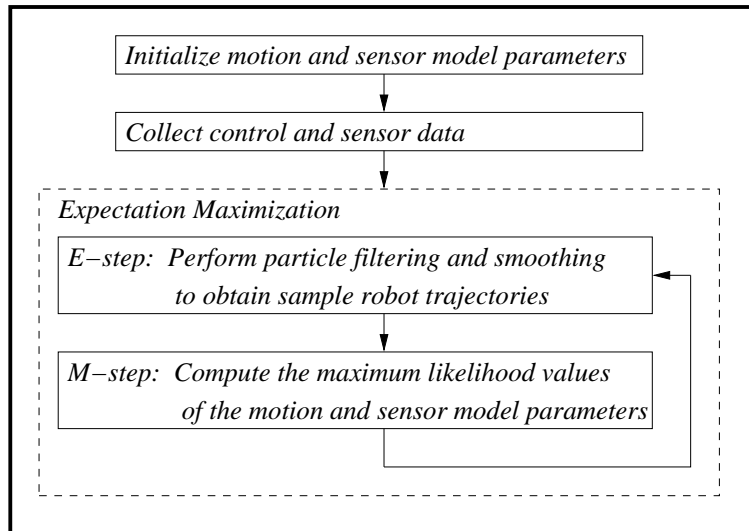 Initialize motion and sensor model parameters
Collect control and sensor data
Expectation Maximization
E−step: Perform particle filtering and smoothing
to obtain sample robot trajectories
M−step: Compute the maximum likelihood values
of the motion and sensor model parameters